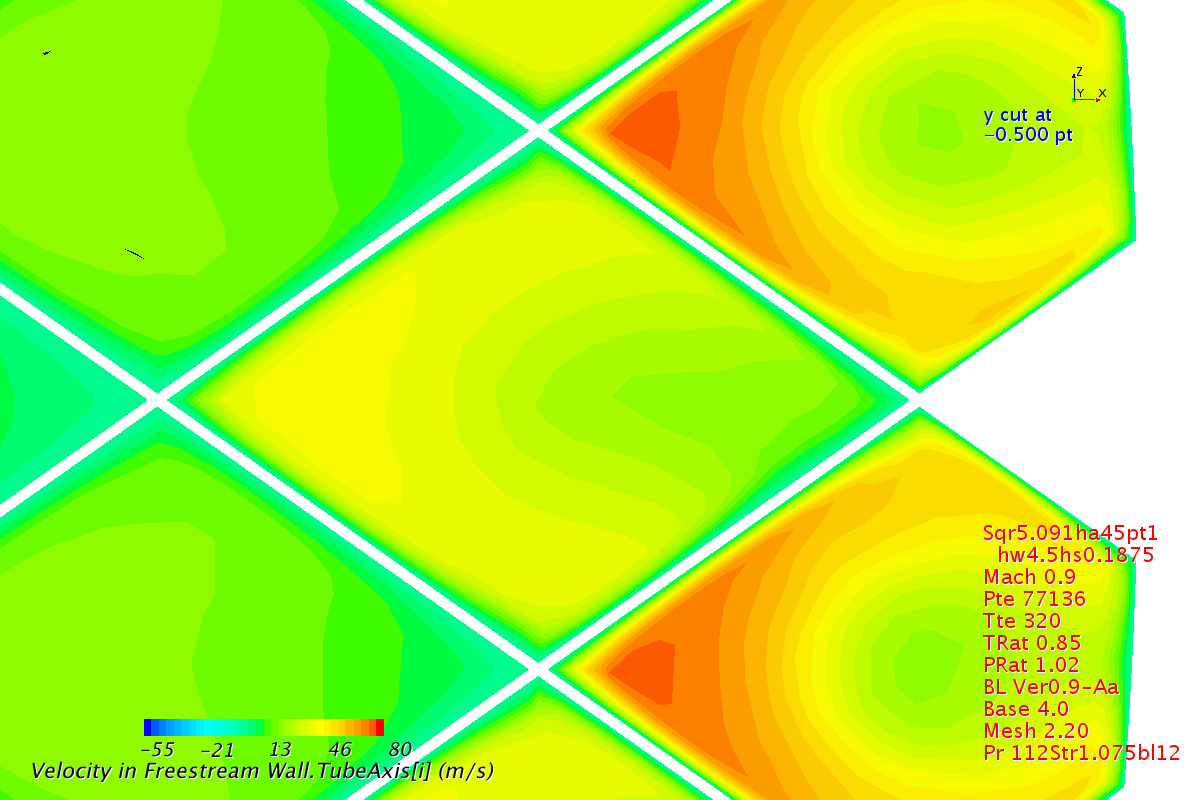 Z
Y X
y cut at
−0.500 pt
Sqr5.091ha45pt1
hw4.5hs0.1875
Mach 0.9
Pte 77136
Tte 320
TRat 0.85
PRat 1.02
BL Ver0.9−Aa
Base 4.0
Mesh 2.20
Pr 112Str1.075bl12
−55 −21 13 46 80
Velocity in Freestream Wall.TubeAxis[i] (m/s)